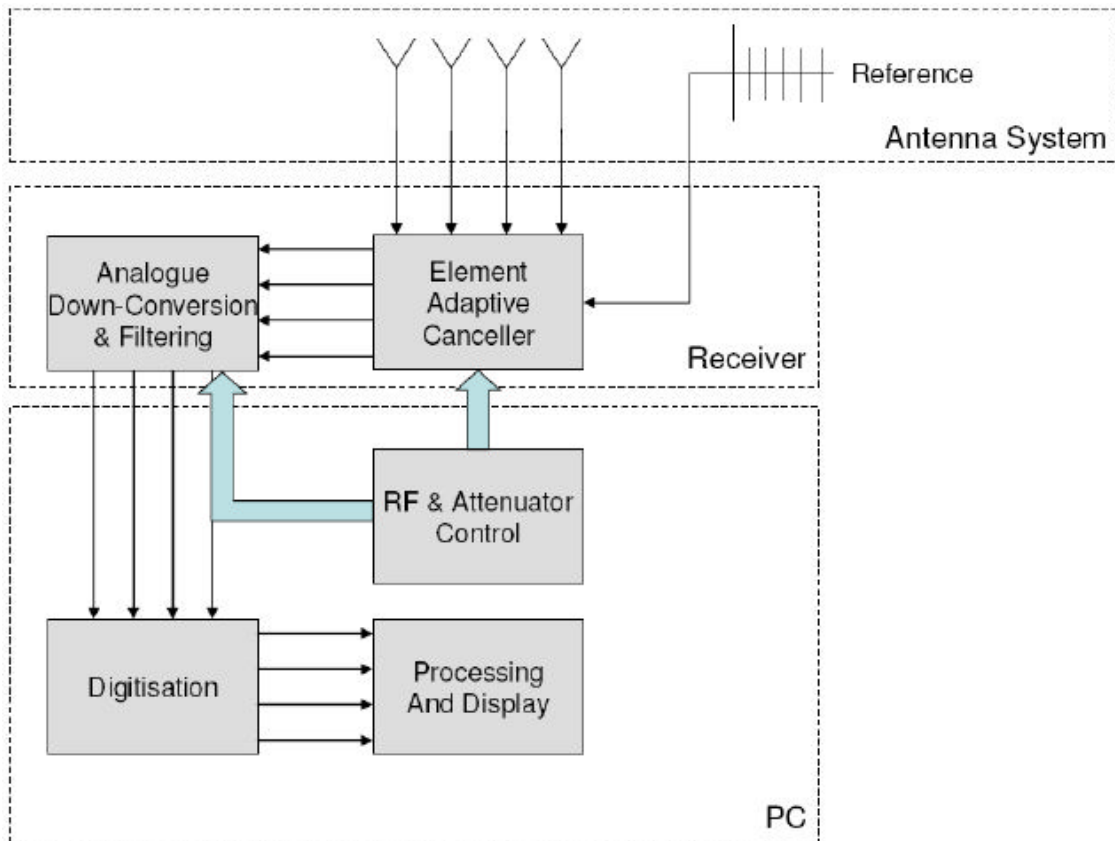 Reference
Antenna System
Analogue
Down-Conversion
& Filtering
Element
Adaptive
Canceller
Receiver
RF & Attenuator
Control
Digitisation
Processing
And Display
PC